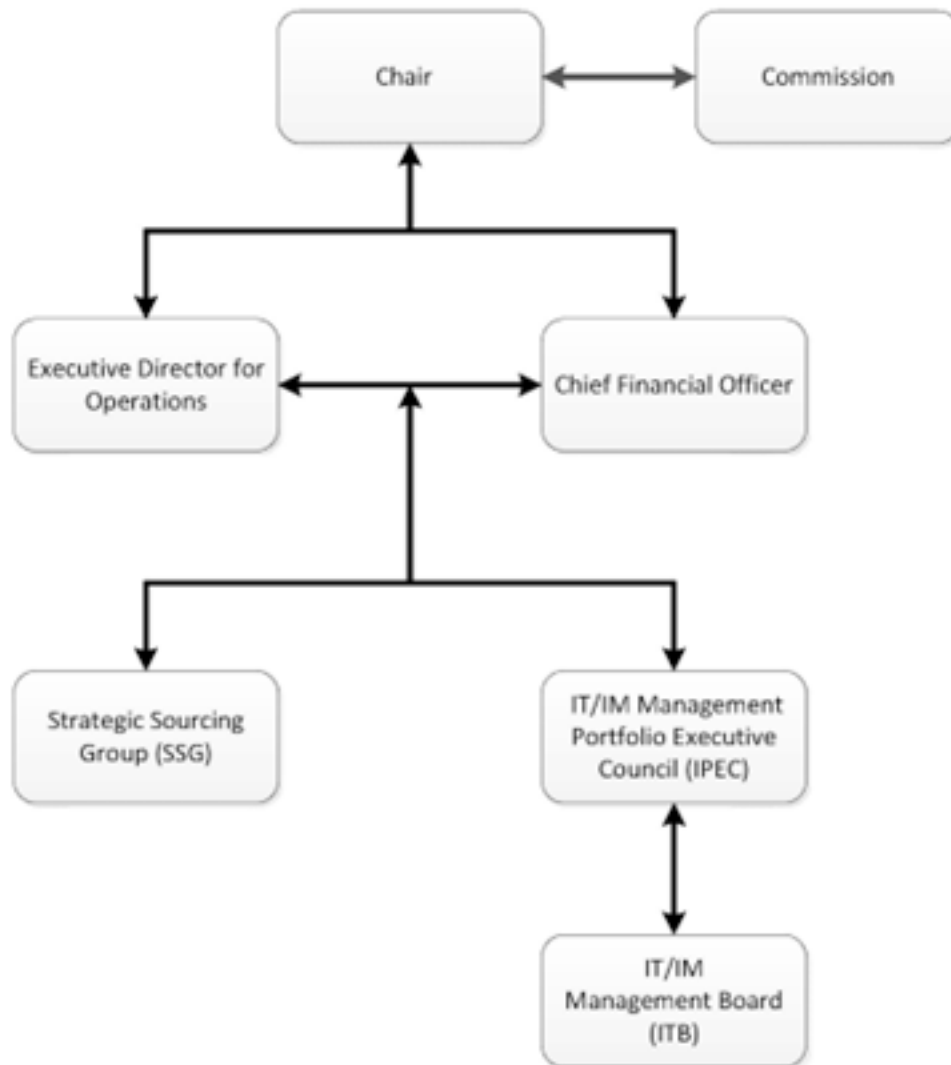 Chair
Commission
Executive Director for
Operations
Chief Financial Officer
Strategic Sourcing
Group (SSG)
IT/IM Management
Portfolio Executive
Council (IPEC)
IT/IM
Management Board
(ITB)